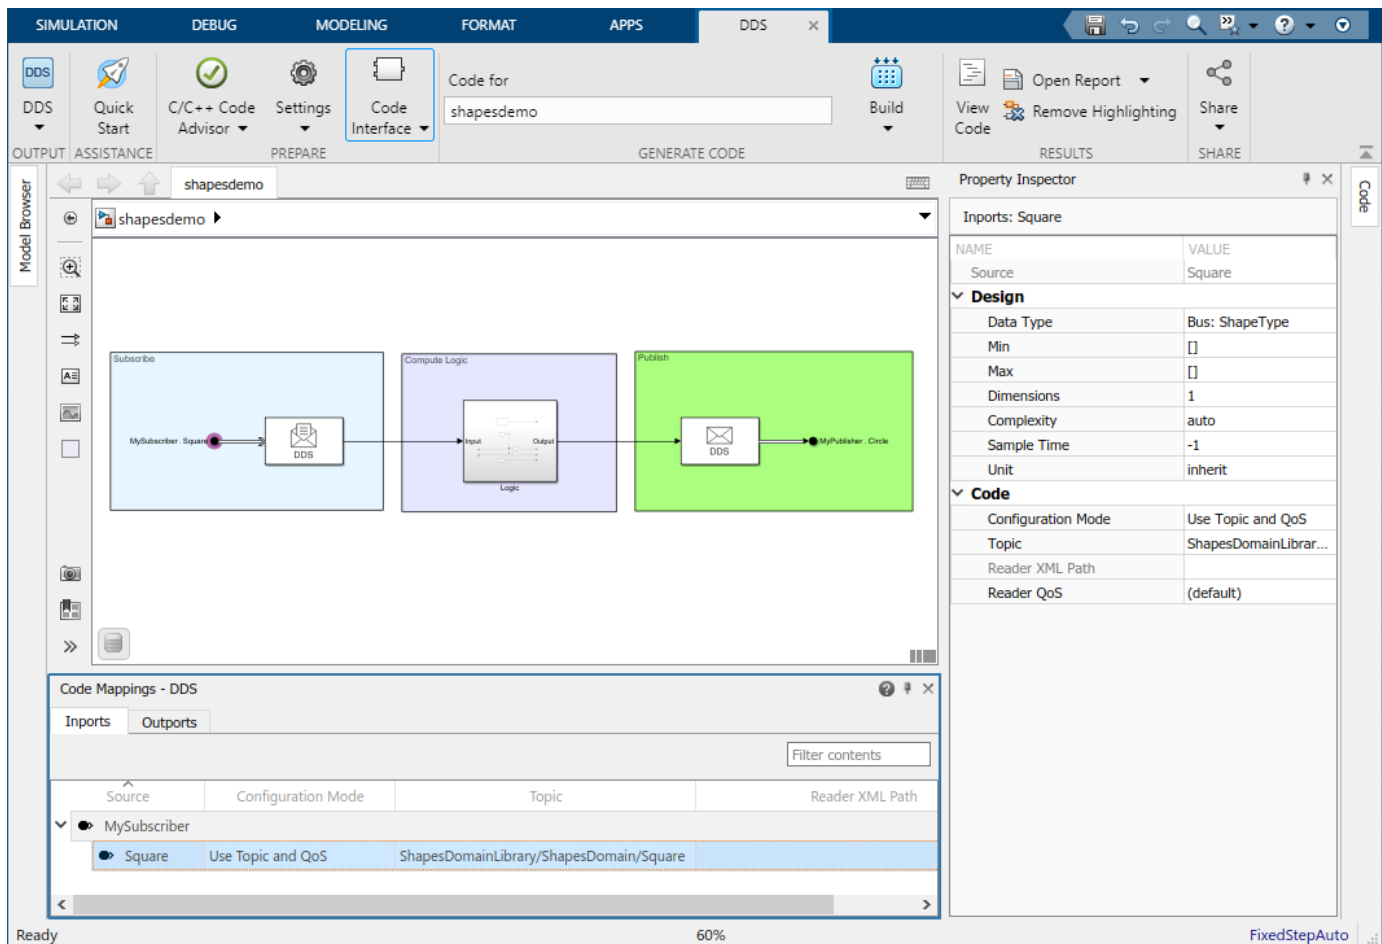 SIMULATION DEBUG MODELING FORMAT APPS DDS
DDS
DDS
Quick
Start
C/C++ Code
Advisor
Settings
Code
Interface
Code for
shapesdemo
Build
View
Code
Open Report
Remove Highlighting
Share
OUTPUT ASSISTANCE PREPARE GENERATE CODE RESULTS SHARE
Model Browser
shapesdemo
shapesdemo
Subscribe
MySubscriber . Square
DDS
Compute Logic
Input
Output
Logic
Publish
DDS
MyPublisher . Circle
Code Mappings - DDS
Inports Outports
Filter contents
Source Configuration Mode Topic Reader XML Path
MySubscriber
Square Use Topic and QoS ShapesDomainLibrary/ShapesDomain/Square
Property Inspector
Inports: Square
NAME VALUE
Source Square
Design
Data Type Bus: ShapeType
Min []
Max []
Dimensions 1
Complexity auto
Sample Time -1
Unit inherit
Code
Configuration Mode Use Topic and QoS
Topic ShapesDomainLibrar...
Reader XML Path
Reader QoS (default)
Code
Ready 60% FixedStepAuto